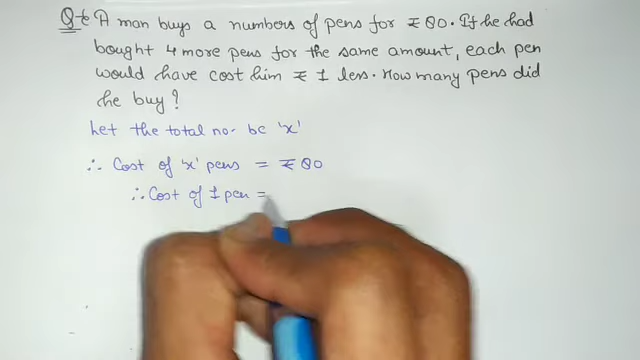 Q:- A man buys a numbers of pens for ₹ 80. If he had
bought 4 more pens for the same amount, each pen
would have cost him ₹ 1 less. How many pens did
he buy?
Let the total no. be 'x'
∴ Cost of 'x' pens = ₹ 80
∴ Cost of 1 pen =